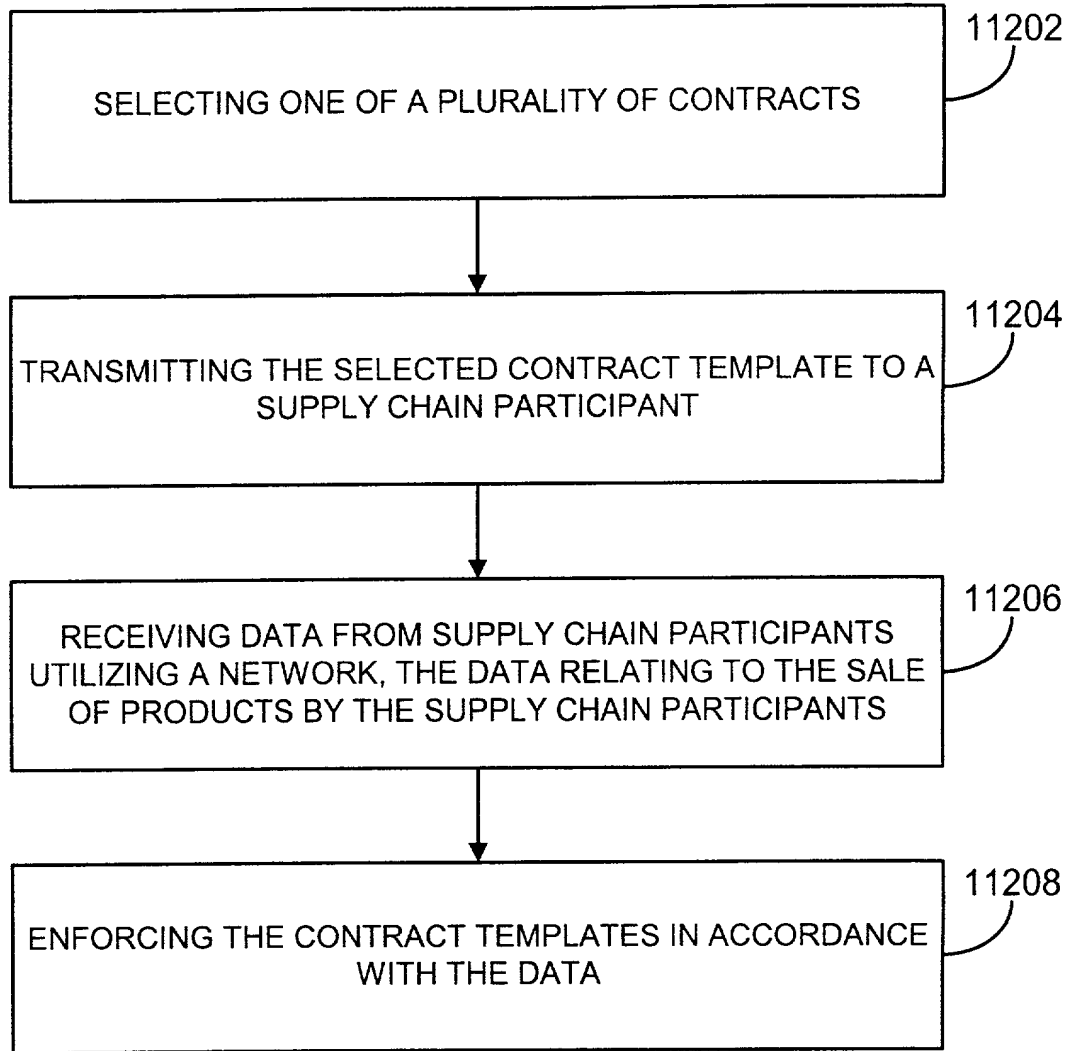 11202
SELECTING ONE OF A PLURALITY OF CONTRACTS
11204
TRANSMITTING THE SELECTED CONTRACT TEMPLATE TO A
SUPPLY CHAIN PARTICIPANT
11206
RECEIVING DATA FROM SUPPLY CHAIN PARTICIPANTS
UTILIZING A NETWORK, THE DATA RELATING TO THE SALE
OF PRODUCTS BY THE SUPPLY CHAIN PARTICIPANTS
11208
ENFORCING THE CONTRACT TEMPLATES IN ACCORDANCE
WITH THE DATA